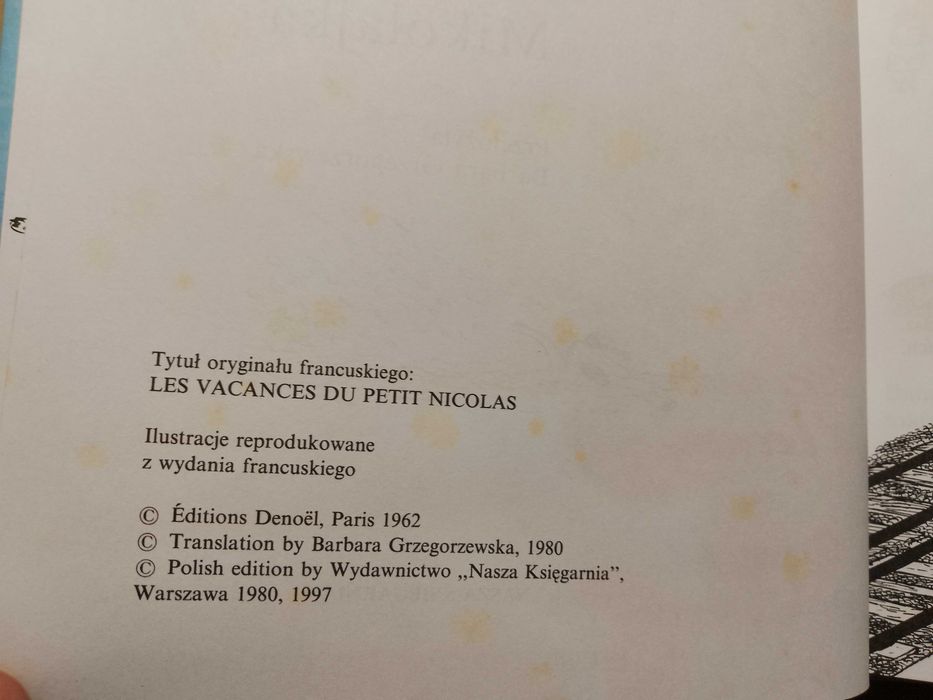 Tytuł oryginału francuskiego:
LES VACANCES DU PETIT NICOLAS
Ilustracje reprodukowane
z wydania francuskiego
© Éditions Denoël, Paris 1962
© Translation by Barbara Grzegorzewska, 1980
© Polish edition by Wydawnictwo „Nasza Księgarnia”,
Warszawa 1980, 1997